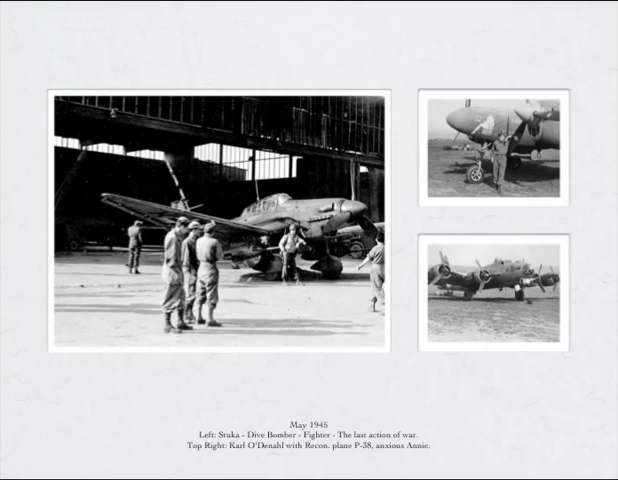 May 1945
Left: Stuka - Dive Bomber - Fighter - The last action of war.
Top Right: Karl O'Denahl with Recon. plane P-38, anxious Annie.